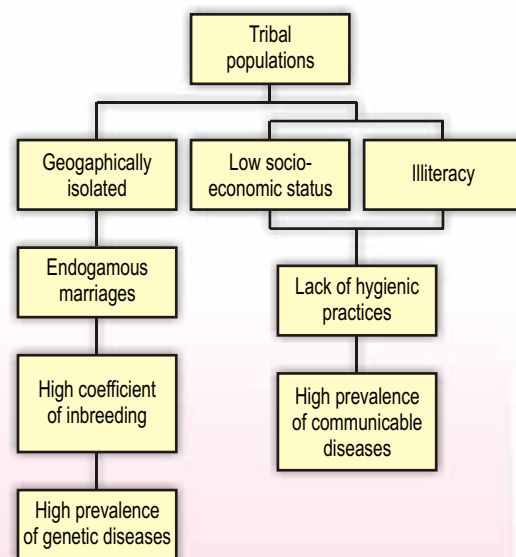 Tribal
populations
Geogaphically
isolated
Low socio-
economic status
Illiteracy
Endogamous
marriages
Lack of hygienic
practices
High coefficient
of inbreeding
High prevalence
of communicable
diseases
High prevalence
of genetic diseases